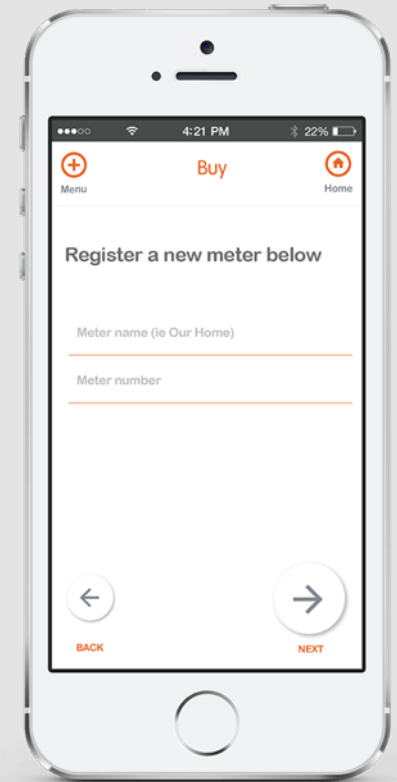 4:21 PM
22%
Buy
Menu
Home
Register a new meter below
Meter name (ie Our Home)
Meter number
BACK
NEXT